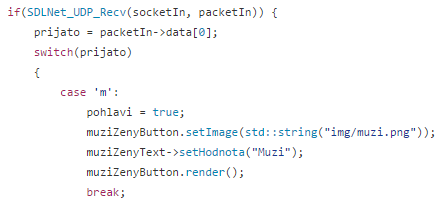 if(SDLNet_UDP_Recv(socketIn, packetIn)) {
prijato = packetIn->data[0];
switch(prijato)
{
case 'm':
pohlavi = true;
muziZenyButton.setImage(std::string("img/muzi.png"));
muziZenyText->setHodnota("Muzi");
muziZenyButton.render();
break;